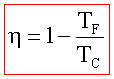 η = 1 − T_F / T_C